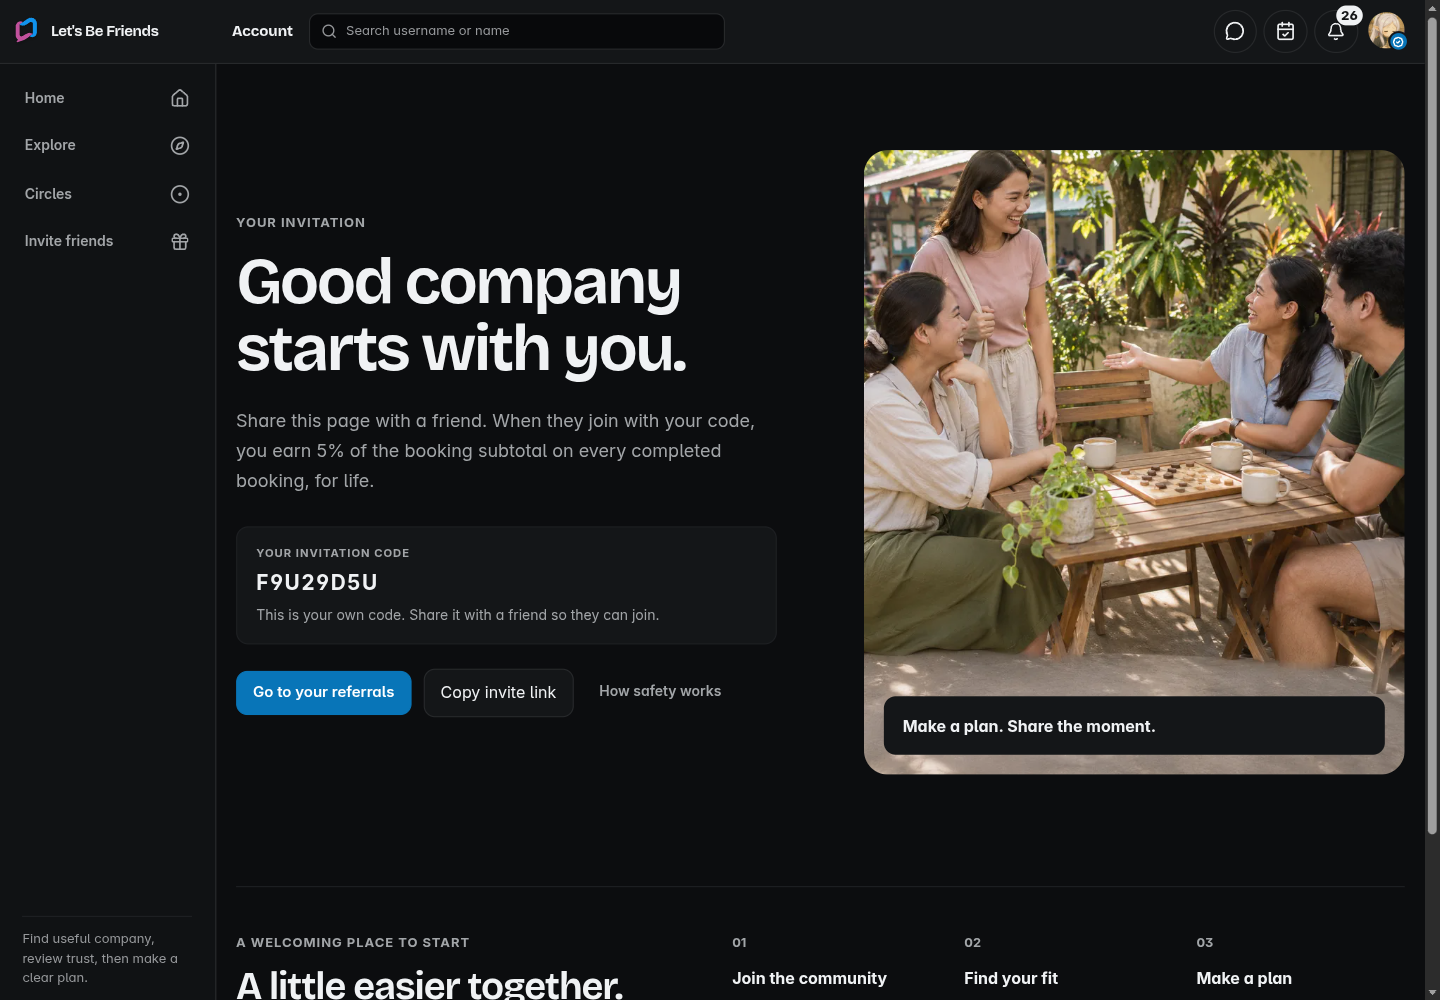 Let's Be Friends
Account
Search username or name
26
Home
Explore
Circles
Invite friends
YOUR INVITATION
Good company
starts with you.
Share this page with a friend. When they join with your code,
you earn 5% of the booking subtotal on every completed
booking, for life.
YOUR INVITATION CODE
F9U29D5U
This is your own code. Share it with a friend so they can join.
Go to your referrals
Copy invite link
How safety works
Make a plan. Share the moment.
Find useful company,
review trust, then make a
clear plan.
A WELCOMING PLACE TO START
A little easier together.
01
Join the community
02
Find your fit
03
Make a plan